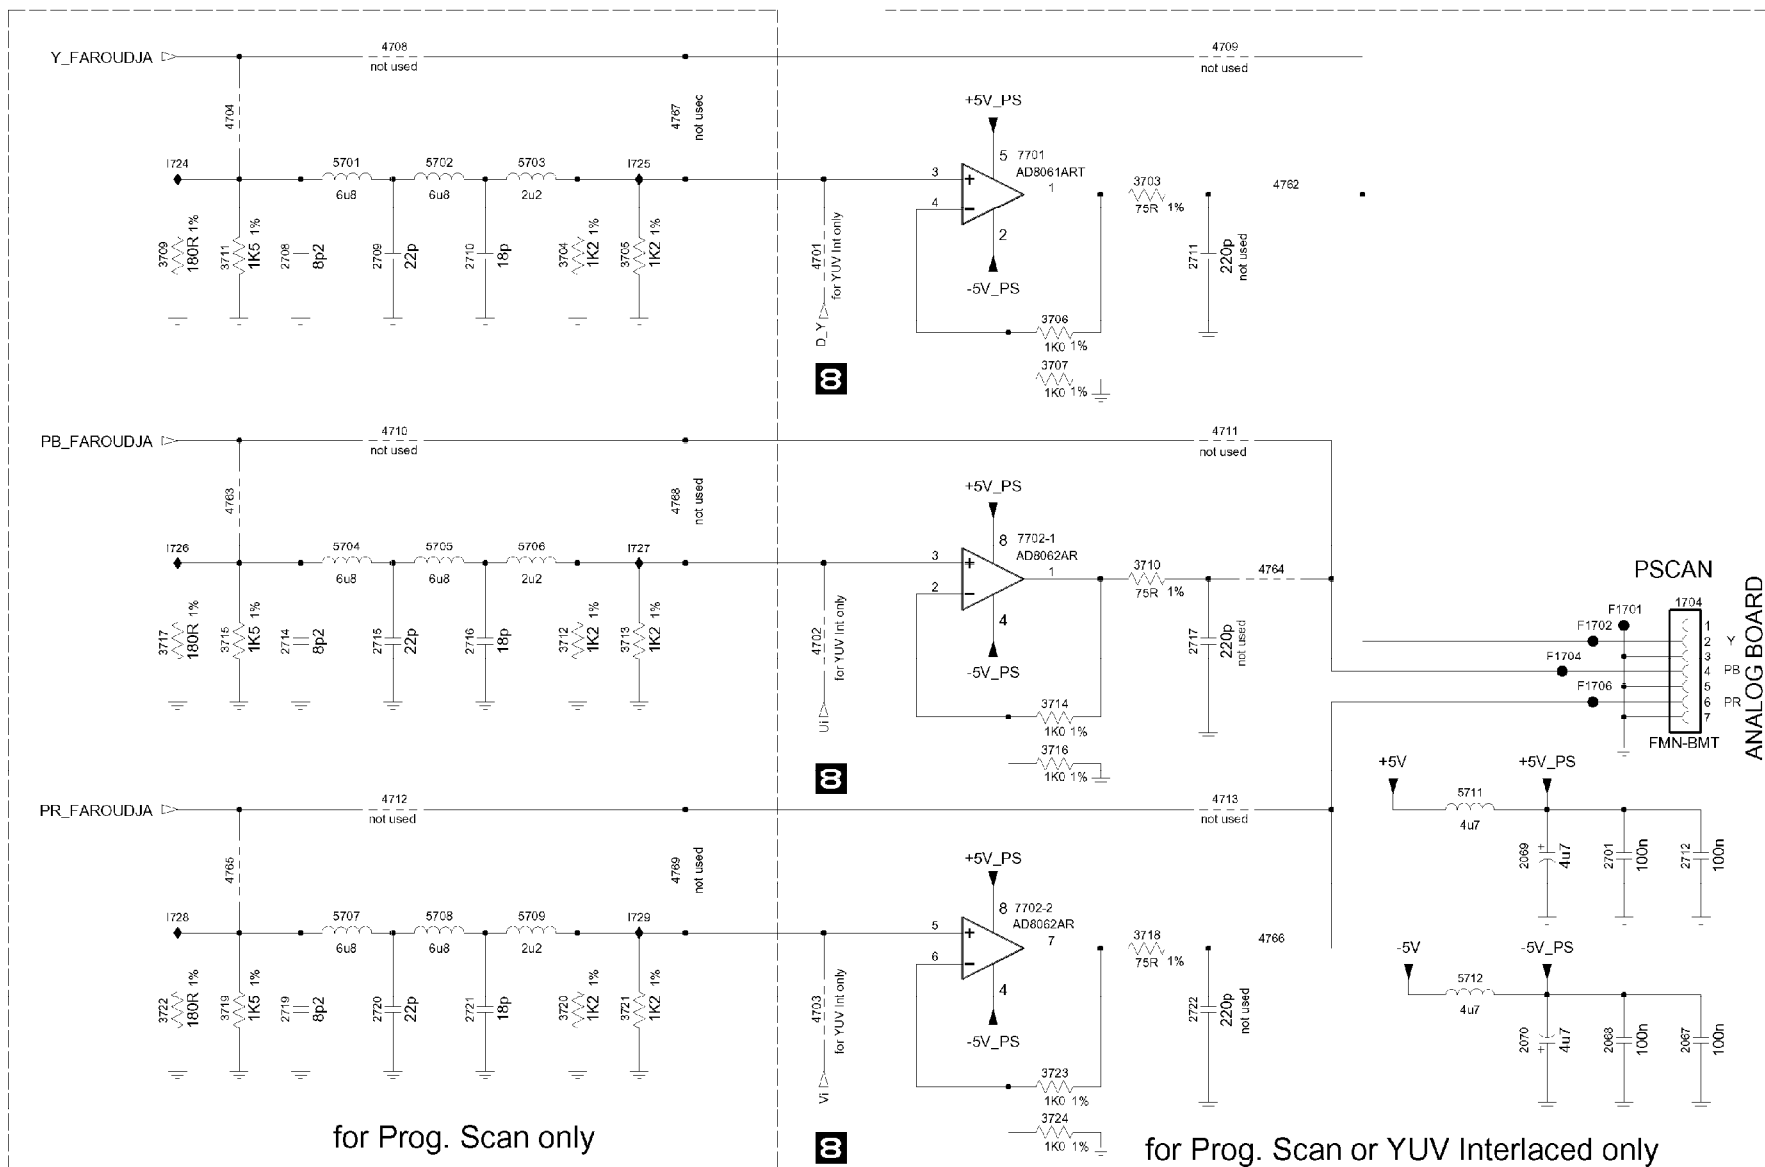 4708
4709
Y_FAROUDJA
not used
not used
4704
4767
not used
+5V_PS
I724
5701
5702
5703
I725
5
7701
AD8061ART
3
+
1
3703
4762
6u8
6u8
2u2
4
−
75R 1%
3709
180R 1%
3711
1K5 1%
2708
8p2
2709
22p
2710
18p
3704
1K2 1%
3705
1K2 1%
4701
for YUV Int only
2
2711
220p
not used
-5V_PS
D_Y
3706
1K0 1%
3707
1K0 1%
8
4710
4711
PB_FAROUDJA
not used
not used
4763
4768
not used
+5V_PS
I726
5704
5705
5706
I727
8
7702-1
AD8062AR
3
+
1
3710
4764
6u8
6u8
2u2
2
−
75R 1%
3717
180R 1%
3715
1K5 1%
2714
8p2
2715
22p
2716
18p
3712
1K2 1%
3713
1K2 1%
4702
for YUV Int only
4
2717
220p
not used
-5V_PS
Ui
3714
1K0 1%
3716
1K0 1%
8
PSCAN
F1701
1704
1
F1702
2
Y
3
F1704
4
PB
5
F1706
6
PR
7
FMN-BMT
ANALOG BOARD
4712
4713
PR_FAROUDJA
not used
not used
+5V
+5V_PS
5711
4u7
2069
+
4u7
2701
100n
2712
100n
4765
4769
not used
+5V_PS
I728
5707
5708
5709
I729
8
7702-2
AD8062AR
5
+
7
3718
4766
6u8
6u8
2u2
6
−
75R 1%
3722
180R 1%
3719
1K5 1%
2719
8p2
2720
22p
2721
18p
3720
1K2 1%
3721
1K2 1%
4703
for YUV Int only
4
2722
220p
not used
-5V_PS
Vi
3723
1K0 1%
3724
1K0 1%
8
-5V
-5V_PS
5712
4u7
2070
+
4u7
2068
100n
2067
100n
for Prog. Scan only
for Prog. Scan or YUV Interlaced only